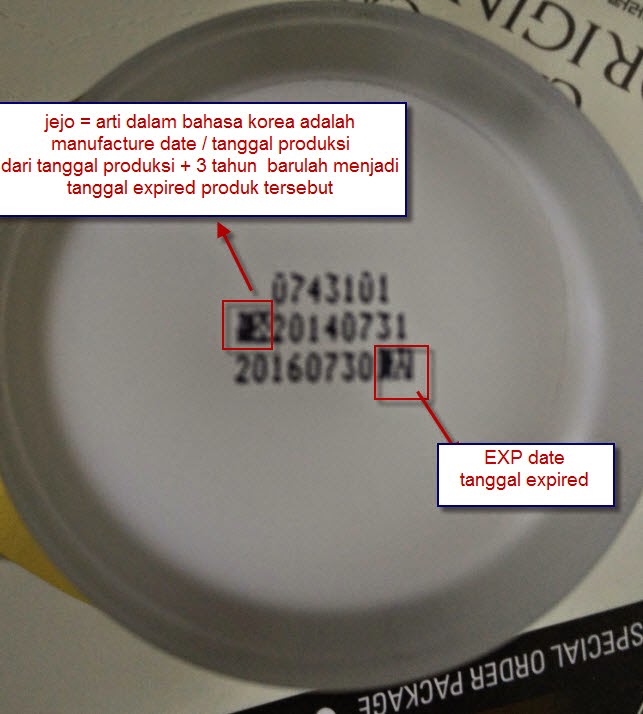 ORIGIN
jejo = arti dalam bahasa korea adalah
manufacture date / tanggal produksi
dari tanggal produksi + 3 tahun barulah menjadi
tanggal expired produk tersebut
0743101
20140731
20160730
EXP date
tanggal expired
SPECIAL ORDER PACKAGE